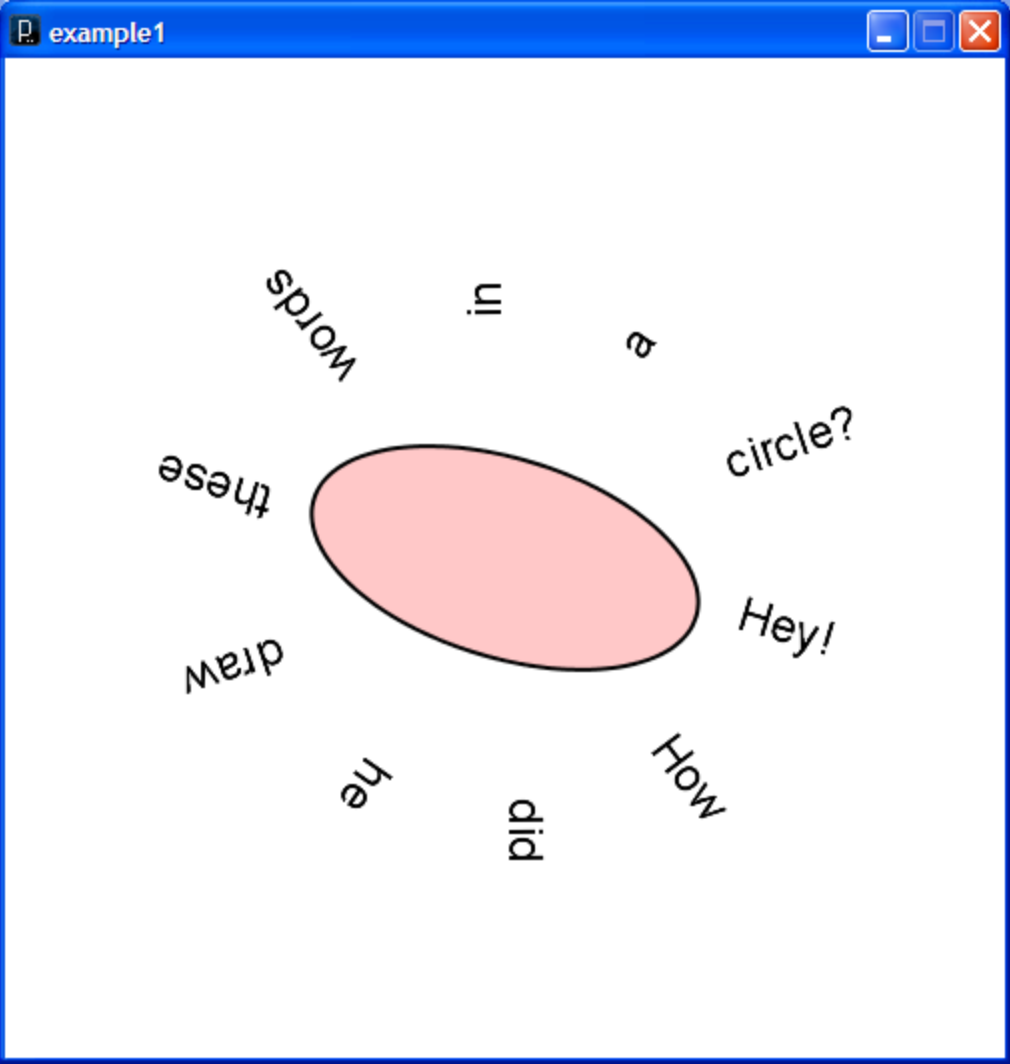 example1
Hey!
How
did
he
draw
these
words
in
a
circle?